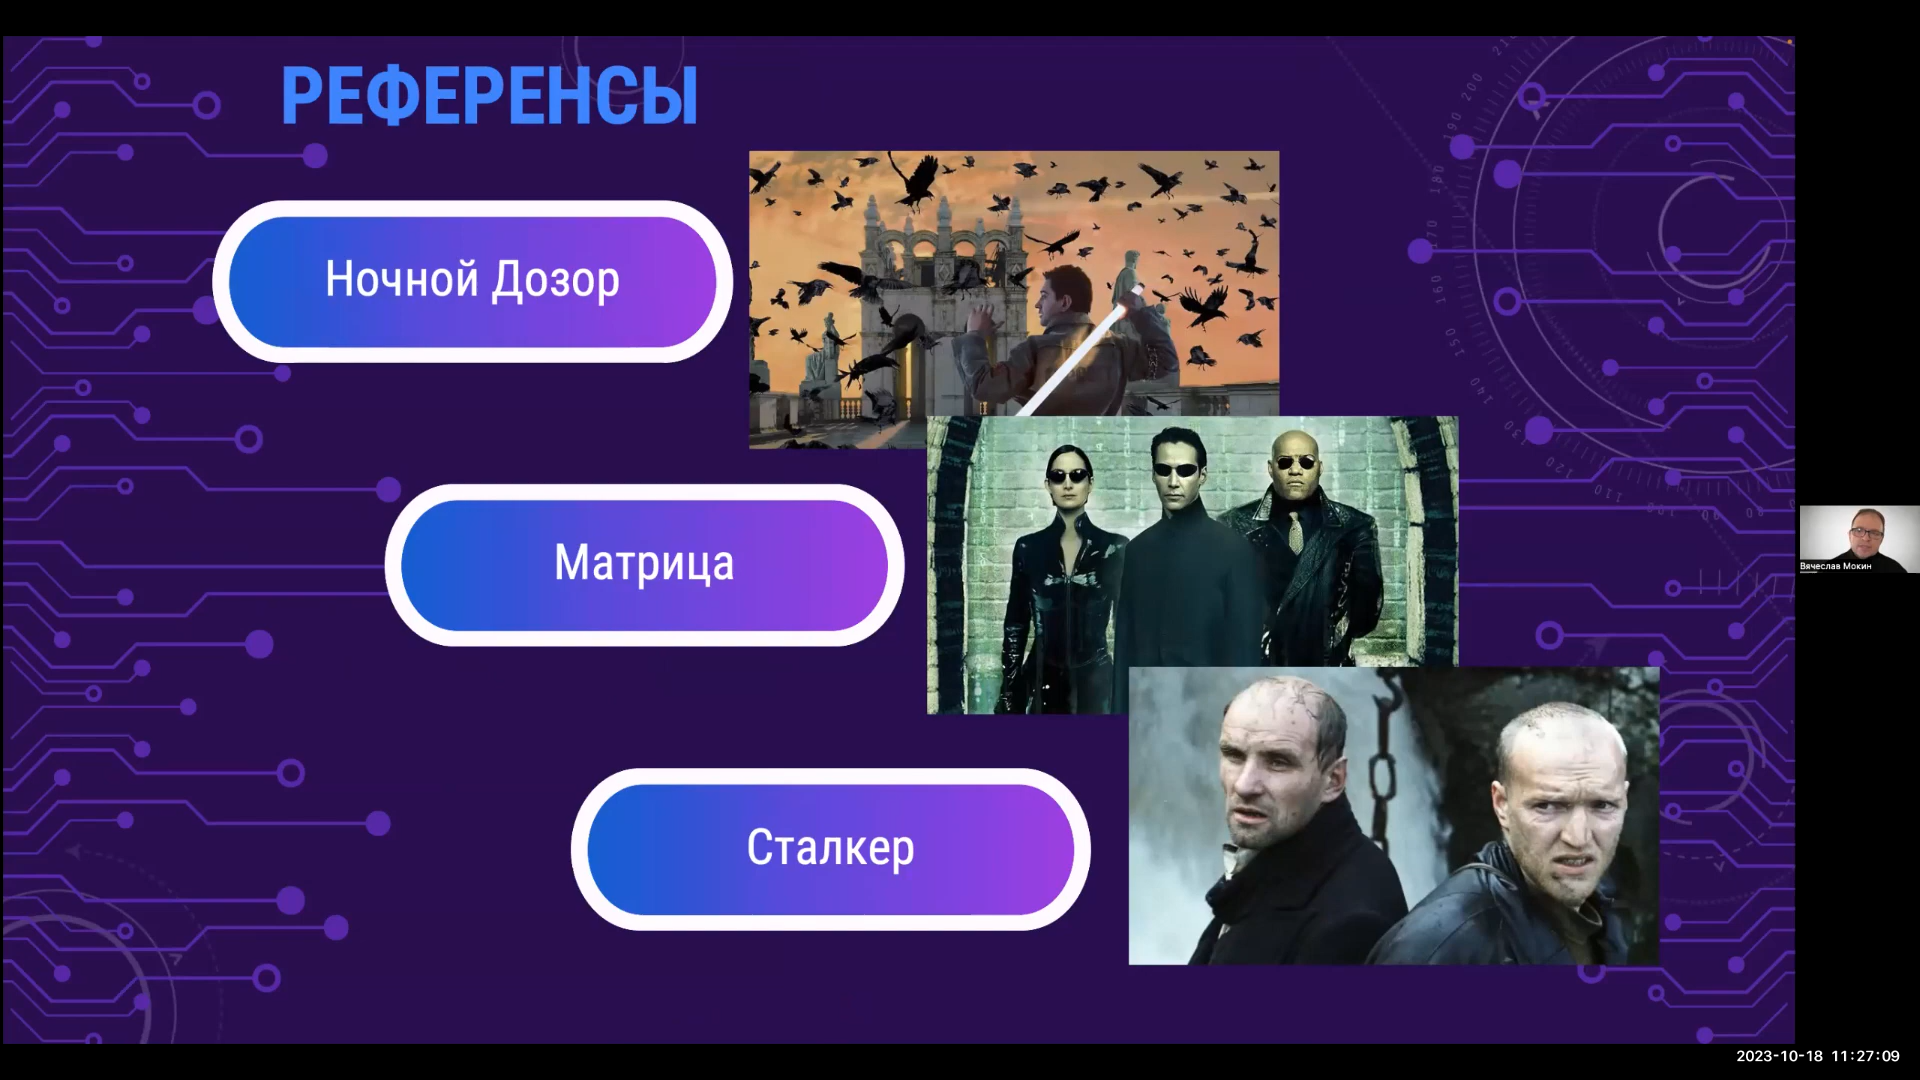 РЕФЕРЕНСЫ
Ночной Дозор
Матрица
Сталкер
Вячеслав Мокин
2023-10-18 11:27:09